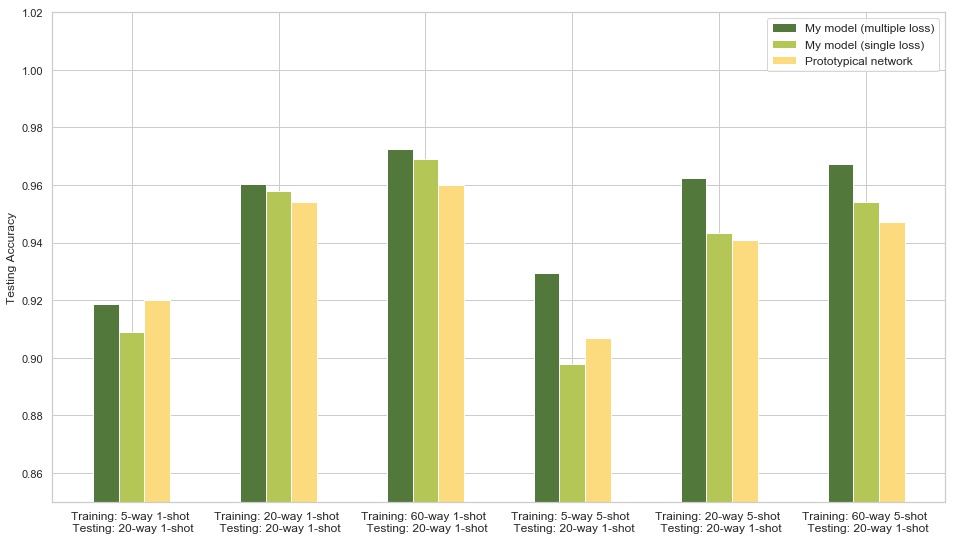 1.02
1.00
0.98
0.96
0.94
0.92
0.90
0.88
0.86
Testing Accuracy
My model (multiple loss)
My model (single loss)
Prototypical network
Training: 5-way 1-shot
Testing: 20-way 1-shot
Training: 20-way 1-shot
Testing: 20-way 1-shot
Training: 60-way 1-shot
Testing: 20-way 1-shot
Training: 5-way 5-shot
Testing: 20-way 1-shot
Training: 20-way 5-shot
Testing: 20-way 1-shot
Training: 60-way 5-shot
Testing: 20-way 1-shot